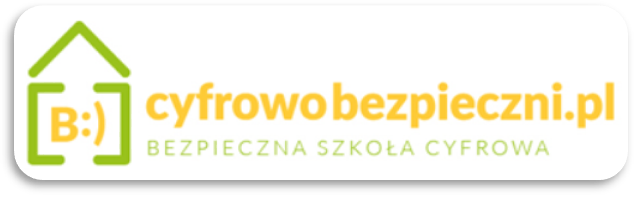 B:)
cyfrowobezpieczni.pl
BEZPIECZNA SZKOŁA CYFROWA